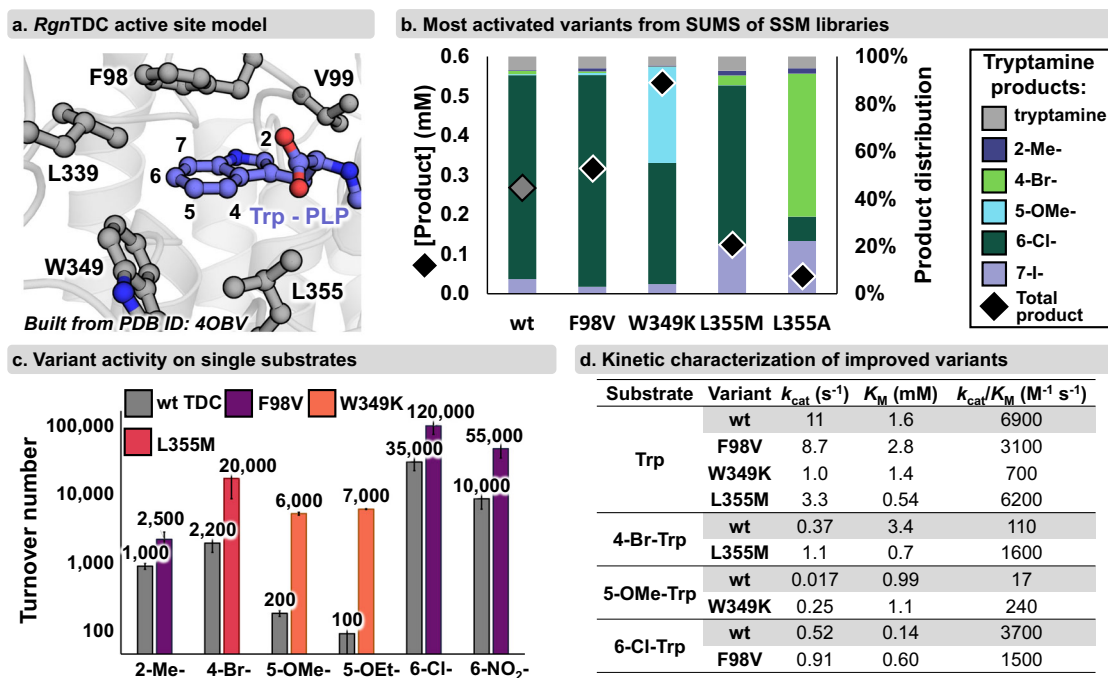 a. RgnTDC active site model
F98
V99
L339
7
2
6
5
4
Trp - PLP
W349
L355
Built from PDB ID: 4OBV
b. Most activated variants from SUMS of SSM libraries
[Product] (mM)
0.6
0.5
0.4
0.3
0.2
0.1
0.0
100%
80%
60%
40%
20%
0%
Product distribution
wt F98V W349K L355M L355A
Tryptamine
products:
tryptamine
2-Me-
4-Br-
5-OMe-
6-Cl-
7-I-
Total
product
c. Variant activity on single substrates
wt TDC F98V W349K
L355M
Turnover number
100,000
10,000
1,000
100
1,000
2,500
2,200
20,000
200
6,000
100
7,000
35,000
120,000
10,000
55,000
2-Me- 4-Br- 5-OMe- 5-OEt- 6-Cl- 6-NO₂-
d. Kinetic characterization of improved variants
Substrate Variant kcat (s⁻¹) KM (mM) kcat/KM (M⁻¹ s⁻¹)
Trp
wt 11 1.6 6900
F98V 8.7 2.8 3100
W349K 1.0 1.4 700
L355M 3.3 0.54 6200
4-Br-Trp
wt 0.37 3.4 110
L355M 1.1 0.7 1600
5-OMe-Trp
wt 0.017 0.99 17
W349K 0.25 1.1 240
6-Cl-Trp
wt 0.52 0.14 3700
F98V 0.91 0.60 1500